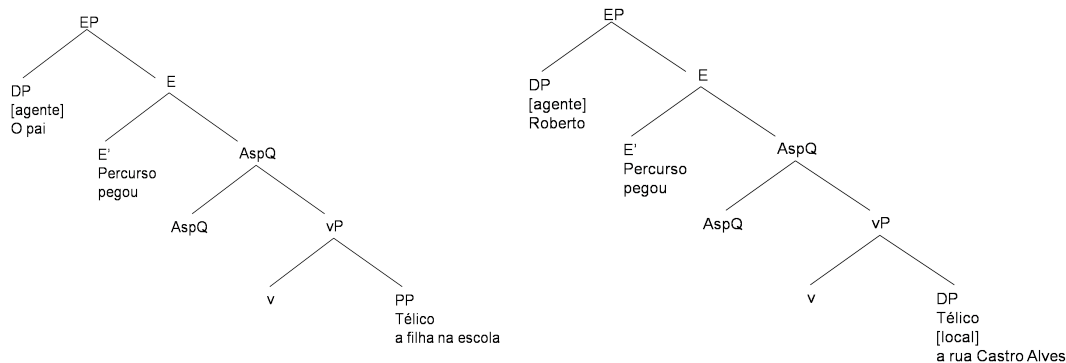 EP
DP
[agente]
O pai
E
E'
Percurso
pegou
AspQ
AspQ
vP
v
PP
Télico
a filha na escola
EP
DP
[agente]
Roberto
E
E'
Percurso
pegou
AspQ
AspQ
vP
v
DP
Télico
[local]
a rua Castro Alves